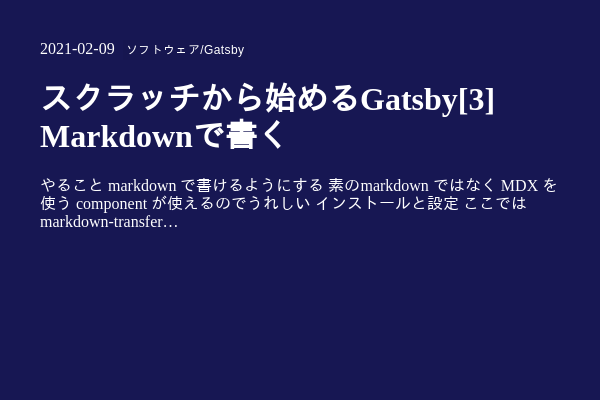 2021-02-09 ソフトウェア/Gatsby
スクラッチから始めるGatsby[3]
Markdownで書く
やること markdown で書けるようにする 素のmarkdown ではなく MDX を
使う component が使えるのでうれしい インストールと設定 ここでは
markdown-transfer…